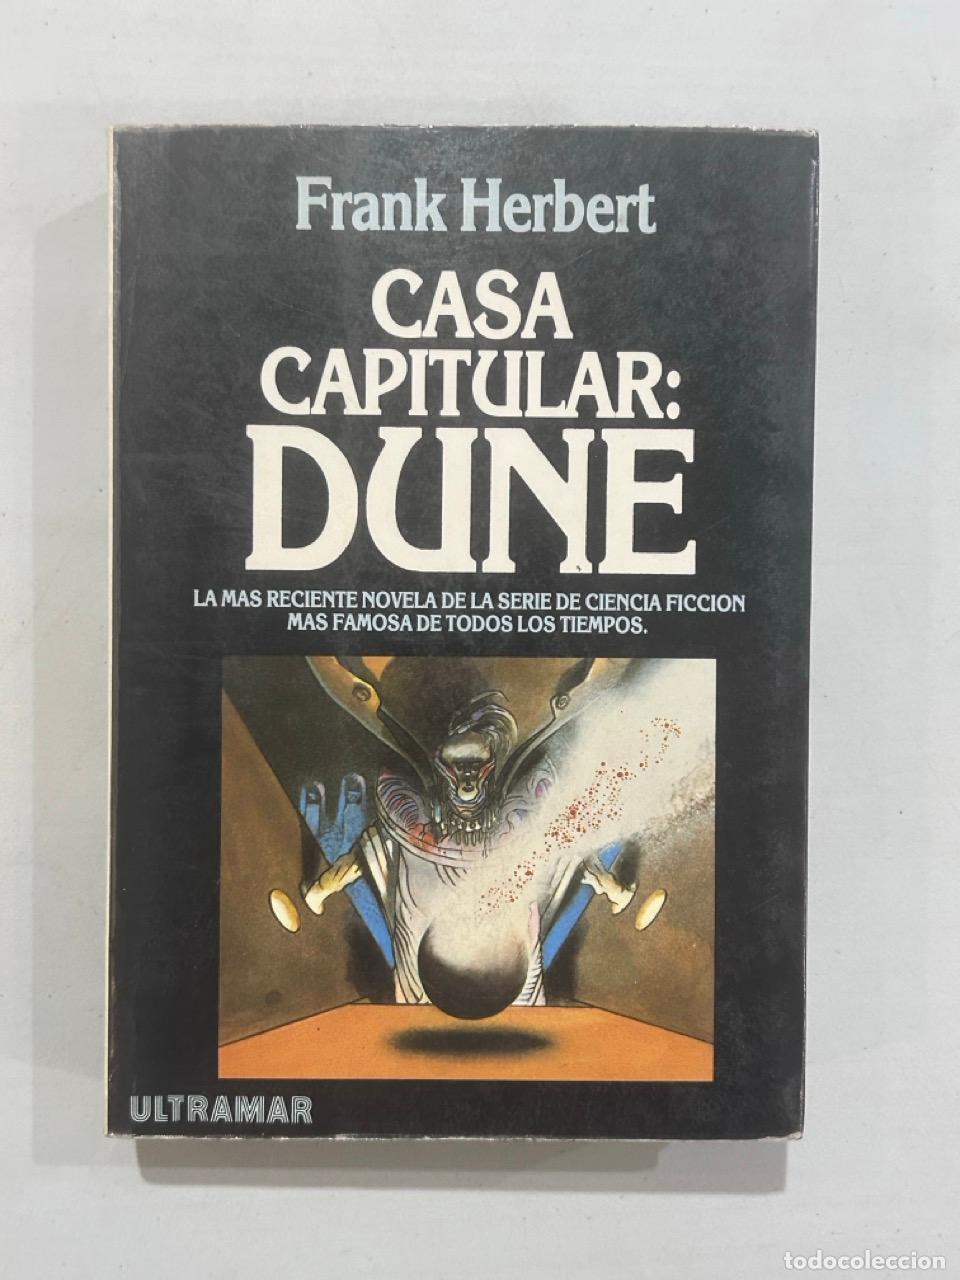 Frank Herbert
CASA
CAPITULAR:
DUNE
LA MAS RECIENTE NOVELA DE LA SERIE DE CIENCIA FICCION
MAS FAMOSA DE TODOS LOS TIEMPOS.
ULTRAMAR
todocoleccion